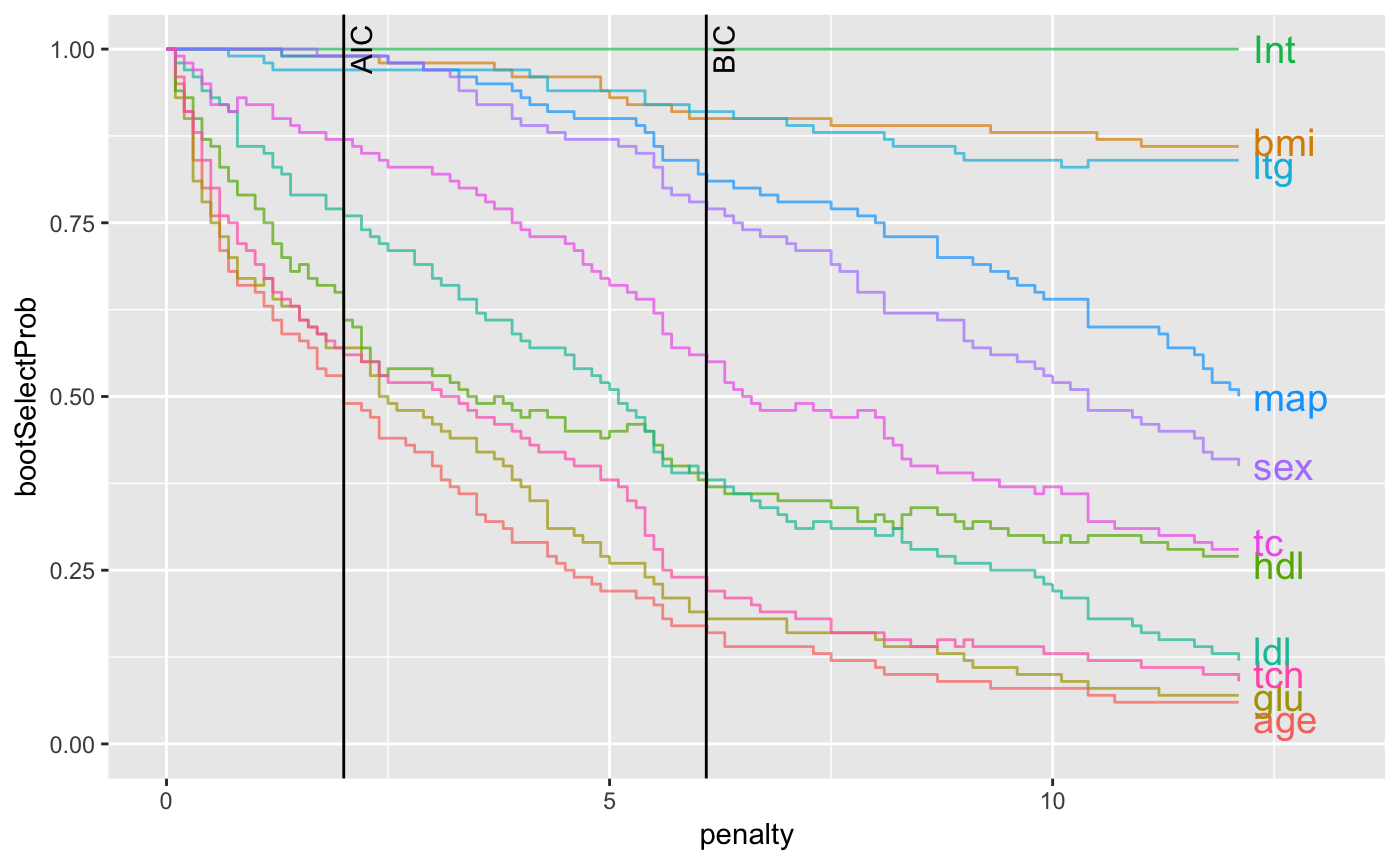 AIC
BIC
1.00
0.75
0.50
0.25
0.00
bootSelectProb
Int
bmi
ltg
map
sex
tc
hdl
ldl
tch
glu
age
0
5
10
penalty